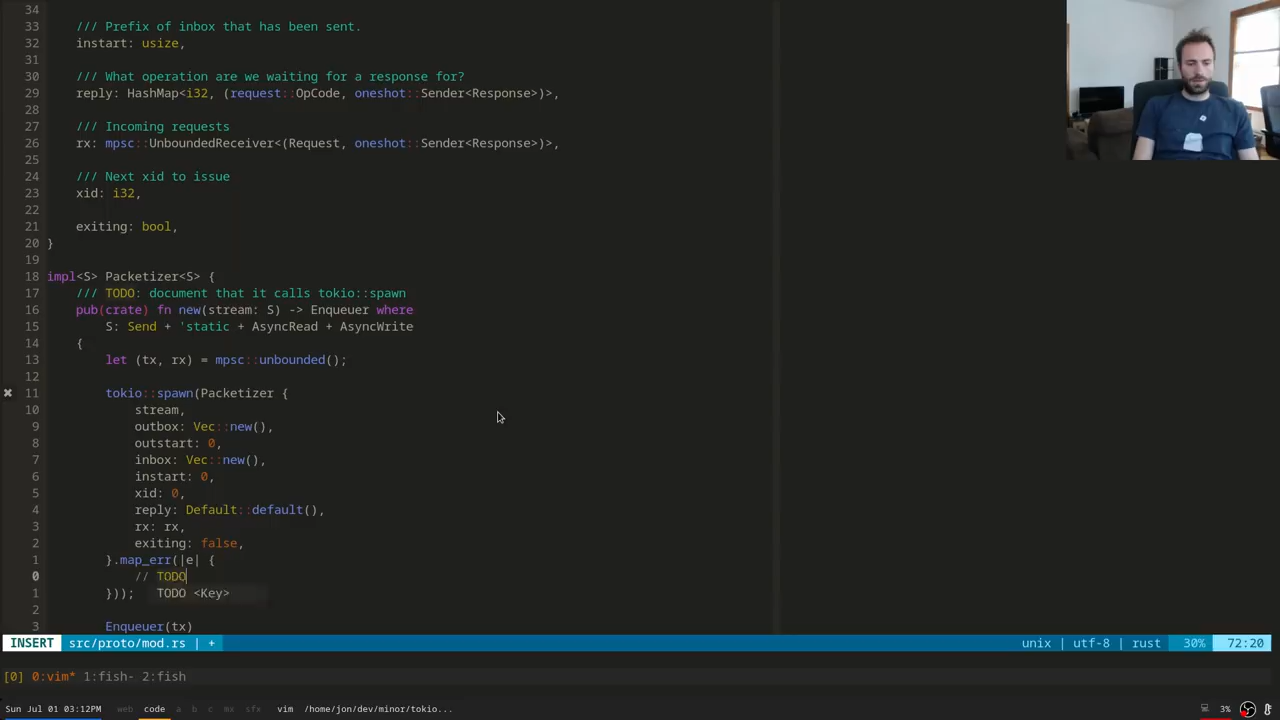 34
33 /// Prefix of inbox that has been sent.
32 instart: usize,
31
30 /// What operation are we waiting for a response for?
29 reply: HashMap<i32, (request::OpCode, oneshot::Sender<Response>)>,
28
27 /// Incoming requests
26 rx: mpsc::UnboundedReceiver<(Request, oneshot::Sender<Response>)>,
25
24 /// Next xid to issue
23 xid: i32,
22
21 exiting: bool,
20 }
19
18 impl<S> Packetizer<S> {
17 /// TODO: document that it calls tokio::spawn
16 pub(crate) fn new(stream: S) -> Enqueuer where
15 S: Send + 'static + AsyncRead + AsyncWrite
14 {
13 let (tx, rx) = mpsc::unbounded();
12
✖ 11 tokio::spawn(Packetizer {
10 stream,
9 outbox: Vec::new(),
8 outstart: 0,
7 inbox: Vec::new(),
6 instart: 0,
5 xid: 0,
4 reply: Default::default(),
3 rx: rx,
2 exiting: false,
1 }.map_err(|e| {
0 // TODO
1 })); TODO <Key>
2
3 Enqueuer(tx)
INSERT src/proto/mod.rs | + unix | utf-8 | rust 30% 72:20
[0] 0:vim* 1:fish- 2:fish
Sun Jul 01 03:12PM web code a b c mx sfx vim /home/jon/dev/minor/tokio... 3%